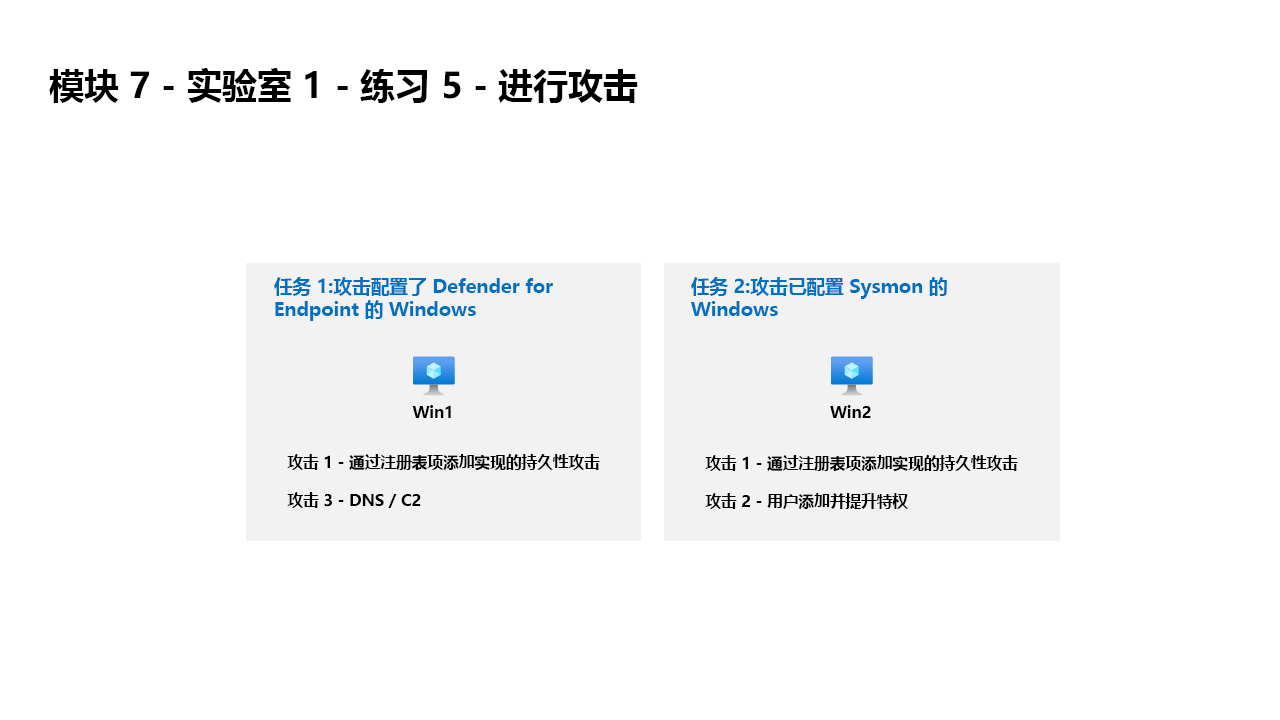 模块 7 - 实验室 1 - 练习 5 - 进行攻击
任务 1:攻击配置了 Defender for
Endpoint 的 Windows
Win1
攻击 1 - 通过注册表项添加实现的持久性攻击
攻击 3 - DNS / C2
任务 2:攻击已配置 Sysmon 的
Windows
Win2
攻击 1 - 通过注册表项添加实现的持久性攻击
攻击 2 - 用户添加并提升特权